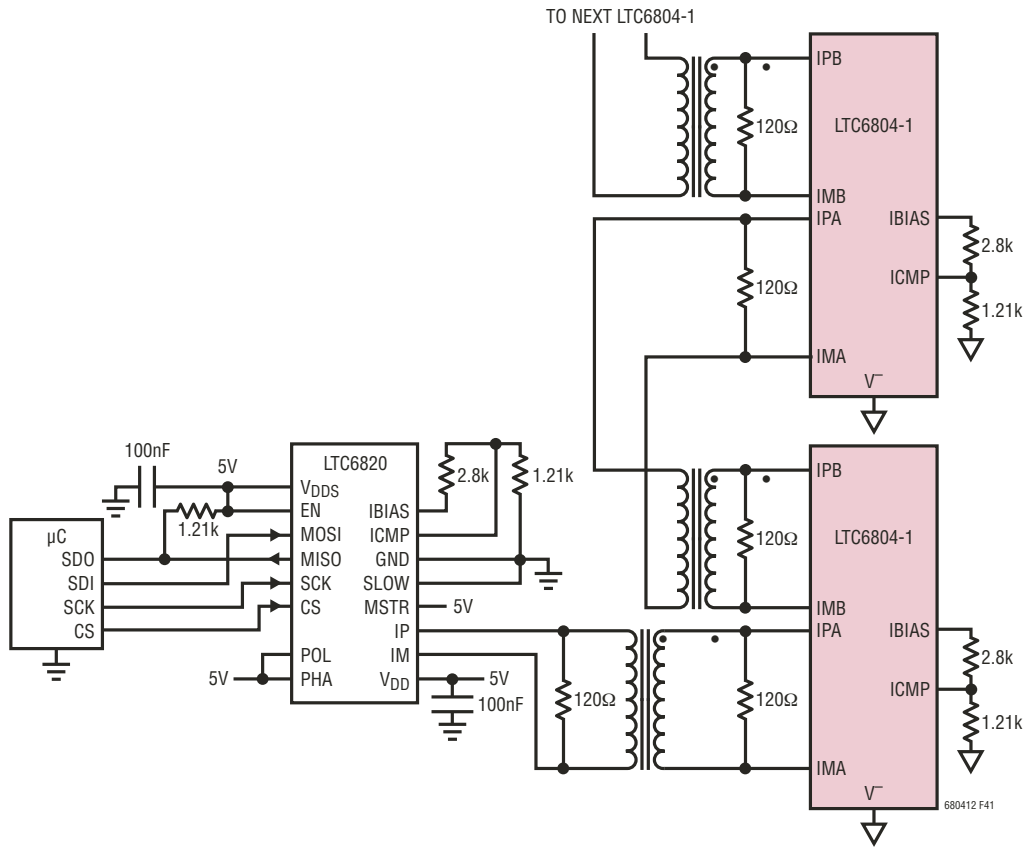 TO NEXT LTC6804-1
IPB
120Ω
LTC6804-1
IMB
IPA
IBIAS
2.8k
120Ω
ICMP
1.21k
IMA
V–
100nF
5V
LTC6820
2.8k
1.21k
VDDS
EN
IBIAS
1.21k
µC
MOSI
ICMP
SDO
MISO
GND
SDI
SCK
SLOW
SCK
CS
MSTR
5V
CS
IP
POL
IM
5V
PHA
VDD
5V
100nF
120Ω
120Ω
IPB
120Ω
LTC6804-1
IMB
IPA
IBIAS
2.8k
ICMP
1.21k
IMA
V–
680412 F41